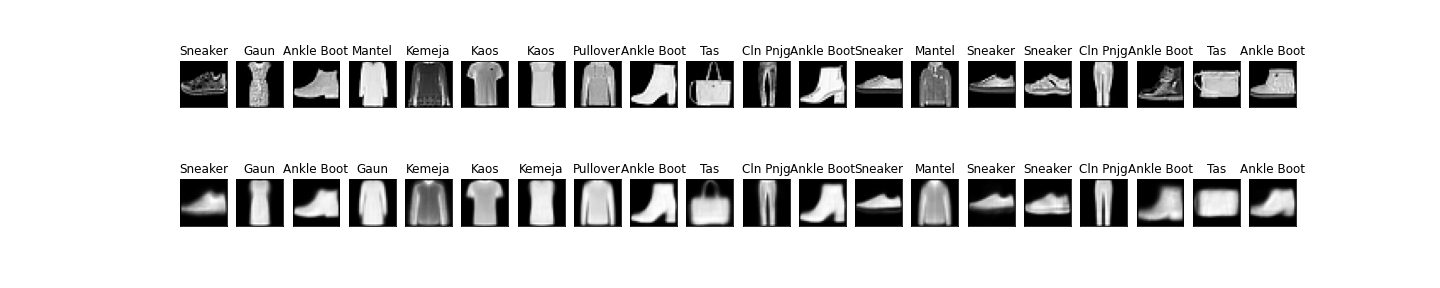 Sneaker Gaun Ankle Boot Mantel Kemeja Kaos Kaos Pullover Ankle Boot Tas Cln Pnjg Ankle Boot Sneaker Mantel Sneaker Sneaker Cln Pnjg Ankle Boot Tas Ankle Boot
Sneaker Gaun Ankle Boot Gaun Kemeja Kaos Kemeja Pullover Ankle Boot Tas Cln Pnjg Ankle Boot Sneaker Mantel Sneaker Sneaker Cln Pnjg Ankle Boot Tas Ankle Boot